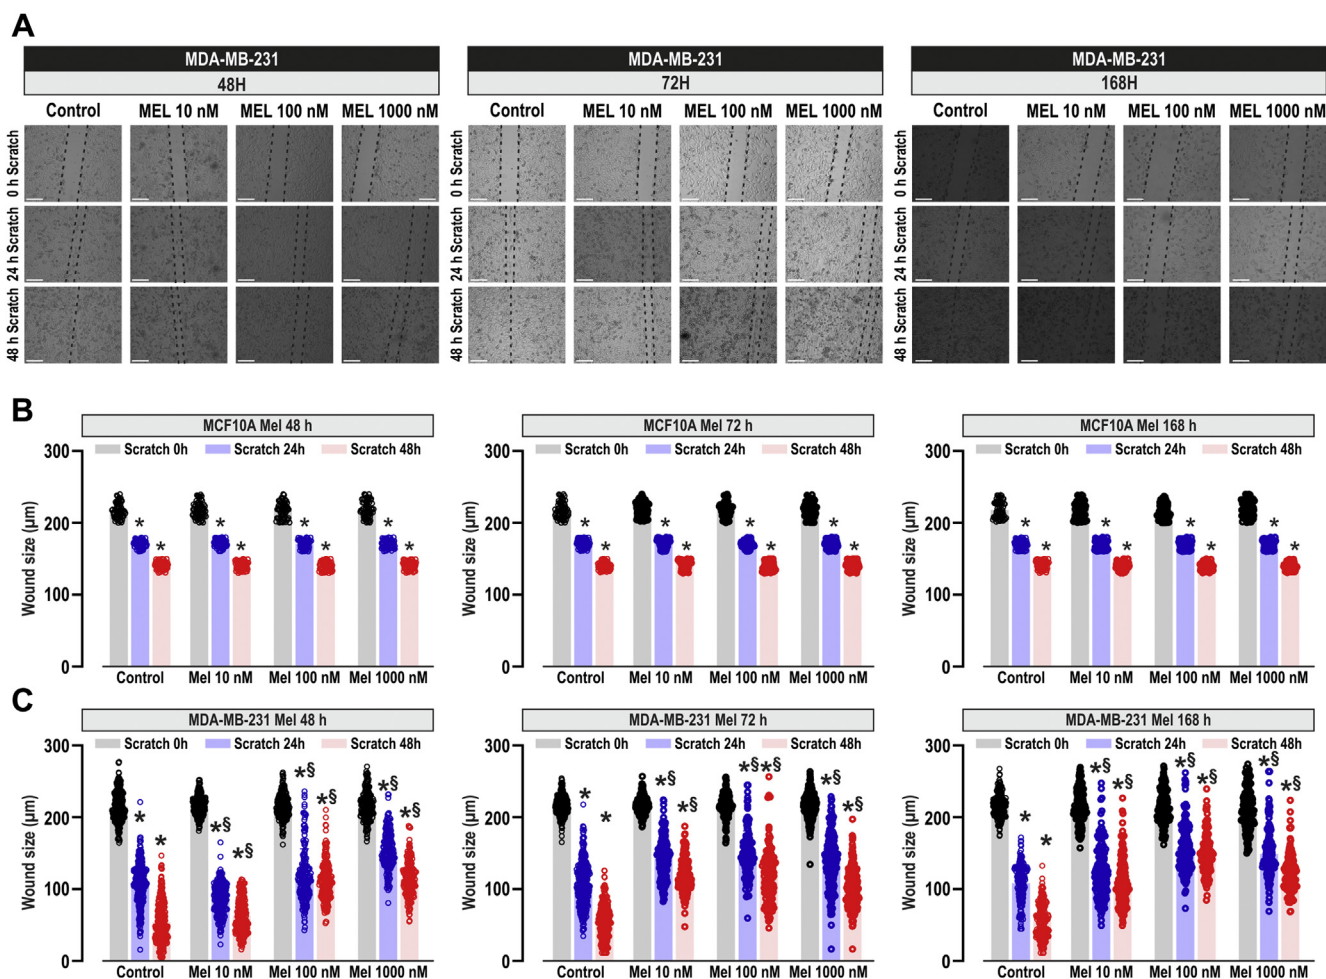 A
MDA-MB-231
48H
Control MEL 10 nM MEL 100 nM MEL 1000 nM
0 h Scratch
24 h Scratch
48 h Scratch
MDA-MB-231
72H
Control MEL 10 nM MEL 100 nM MEL 1000 nM
0 h Scratch
24 h Scratch
48 h Scratch
MDA-MB-231
168H
Control MEL 10 nM MEL 100 nM MEL 1000 nM
0 h Scratch
24 h Scratch
48 h Scratch
B
MCF10A Mel 48 h
Scratch 0h Scratch 24h Scratch 48h
Wound size (µm)
300
200
100
0
* * * * * * * *
Control Mel 10 nM Mel 100 nM Mel 1000 nM
MCF10A Mel 72 h
Scratch 0h Scratch 24h Scratch 48h
Wound size (µm)
300
200
100
0
* * * * * * * *
Control Mel 10 nM Mel 100 nM Mel 1000 nM
MCF10A Mel 168 h
Scratch 0h Scratch 24h Scratch 48h
Wound size (µm)
300
200
100
0
* * * * * * * *
Control Mel 10 nM Mel 100 nM Mel 1000 nM
C
MDA-MB-231 Mel 48 h
Scratch 0h Scratch 24h Scratch 48h
Wound size (µm)
300
200
100
0
* * *§ *§ *§ *§ *§ *§
Control Mel 10 nM Mel 100 nM Mel 1000 nM
MDA-MB-231 Mel 72 h
Scratch 0h Scratch 24h Scratch 48h
Wound size (µm)
300
200
100
0
* * *§ *§ *§ *§ *§ *§
Control Mel 10 nM Mel 100 nM Mel 1000 nM
MDA-MB-231 Mel 168 h
Scratch 0h Scratch 24h Scratch 48h
Wound size (µm)
300
200
100
0
* * *§ *§ *§ *§ *§ *§
Control Mel 10 nM Mel 100 nM Mel 1000 nM